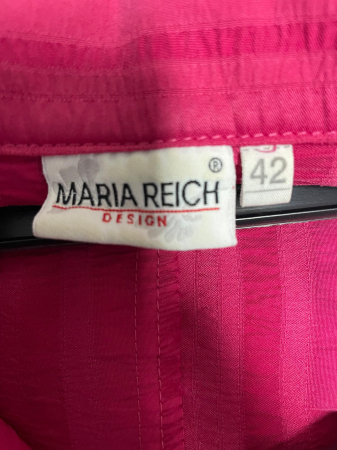 ®
MARIA REICH
DESIGN
42